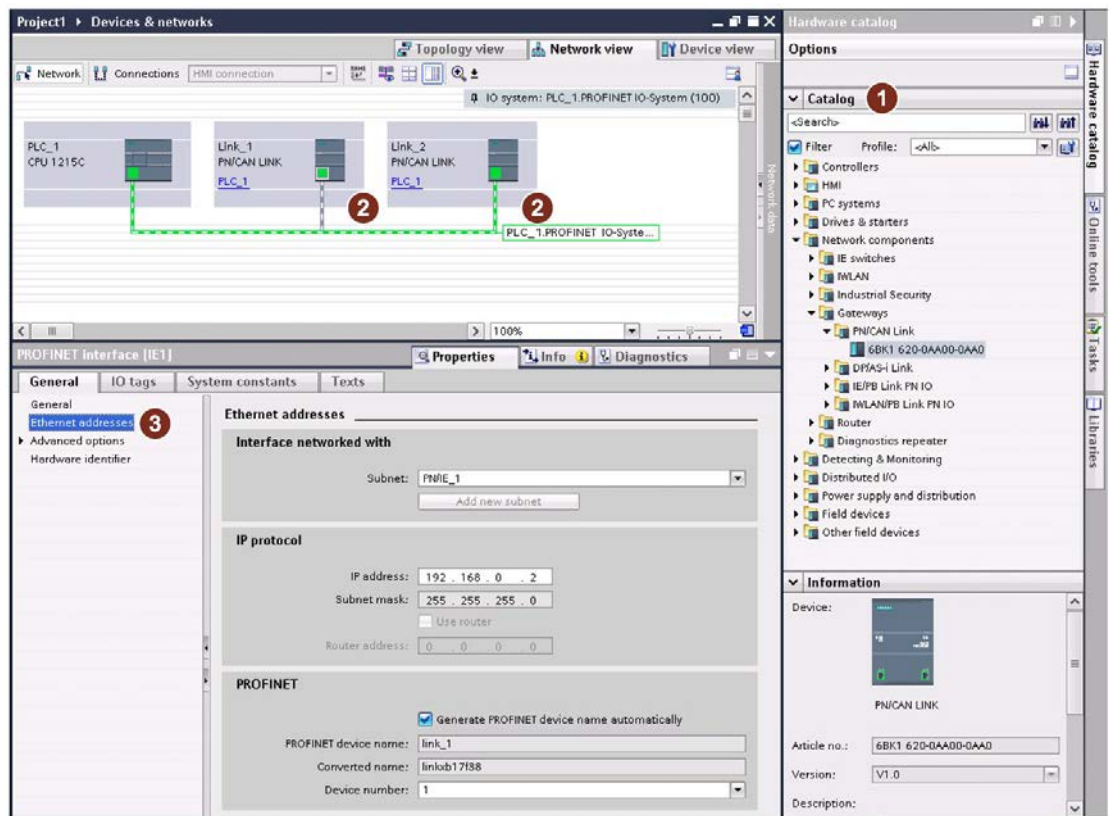 Project1 ▸ Devices & networks
Topology view
Network view
Device view
Network
Connections
HMI connection
IO system: PLC_1.PROFINET IO-System (100)
PLC_1
CPU 1215C
Link_1
PN/CAN LINK
PLC_1
Link_2
PN/CAN LINK
PLC_1
2
2
PLC_1.PROFINET IO-Syste...
100%
Network data
PROFINET interface [IE1]
Properties
Info
Diagnostics
General
IO tags
System constants
Texts
General
Ethernet addresses
3
Advanced options
Hardware identifier
Ethernet addresses
Interface networked with
Subnet: PN/IE_1
Add new subnet
IP protocol
IP address: 192 . 168 . 0 . 2
Subnet mask: 255 . 255 . 255 . 0
Use router
Router address: 0 . 0 . 0 . 0
PROFINET
Generate PROFINET device name automatically
PROFINET device name: link_1
Converted name: linkxb17f38
Device number: 1
Hardware catalog
Options
Catalog
1
<Search>
Filter Profile: <All>
Controllers
HMI
PC systems
Drives & starters
Network components
IE switches
IWLAN
Industrial Security
Gateways
PN/CAN Link
6BK1 620-0AA00-0AA0
DP/AS-i Link
IE/PB Link PN IO
IWLAN/PB Link PN IO
Router
Diagnostics repeater
Detecting & Monitoring
Distributed I/O
Power supply and distribution
Field devices
Other field devices
Information
Device:
PN/CAN LINK
Article no.: 6BK1 620-0AA00-0AA0
Version: V1.0
Description:
Hardware catalog
Online tools
Tasks
Libraries